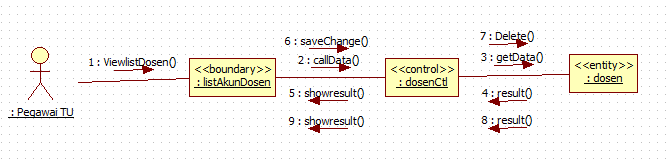 7 : Delete()
6 : saveChange()
1 : ViewlistDosen()
2 : callData()
3 : getData()
<<boundary>>
: listAkunDosen
<<control>>
: dosenCtl
<<entity>>
: dosen
5 : showresult()
4 : result()
: Pegawai TU
9 : showresult()
8 : result()